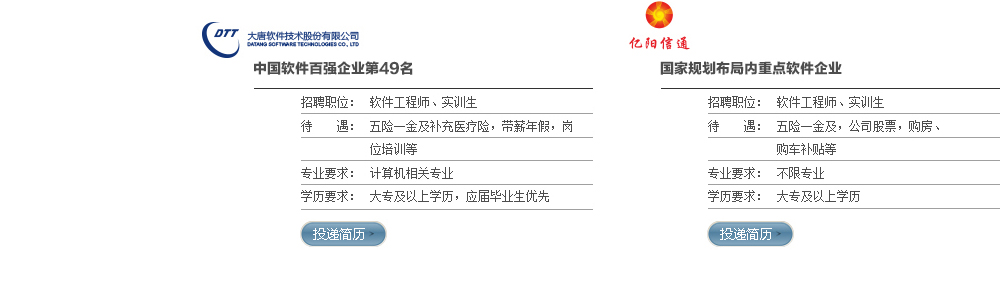 DTT
大唐软件技术股份有限公司
DATANG SOFTWARE TECHNOLOGIES CO., LTD
中国软件百强企业第49名
招聘职位： 软件工程师、实训生
待 遇： 五险一金及补充医疗险，带薪年假，岗
位培训等
专业要求： 计算机相关专业
学历要求： 大专及以上学历，应届毕业生优先
投递简历 >
亿阳信通
国家规划布局内重点软件企业
招聘职位： 软件工程师、实训生
待 遇： 五险一金及，公司股票，购房、
购车补贴等
专业要求： 不限专业
学历要求： 大专及以上学历
投递简历 >